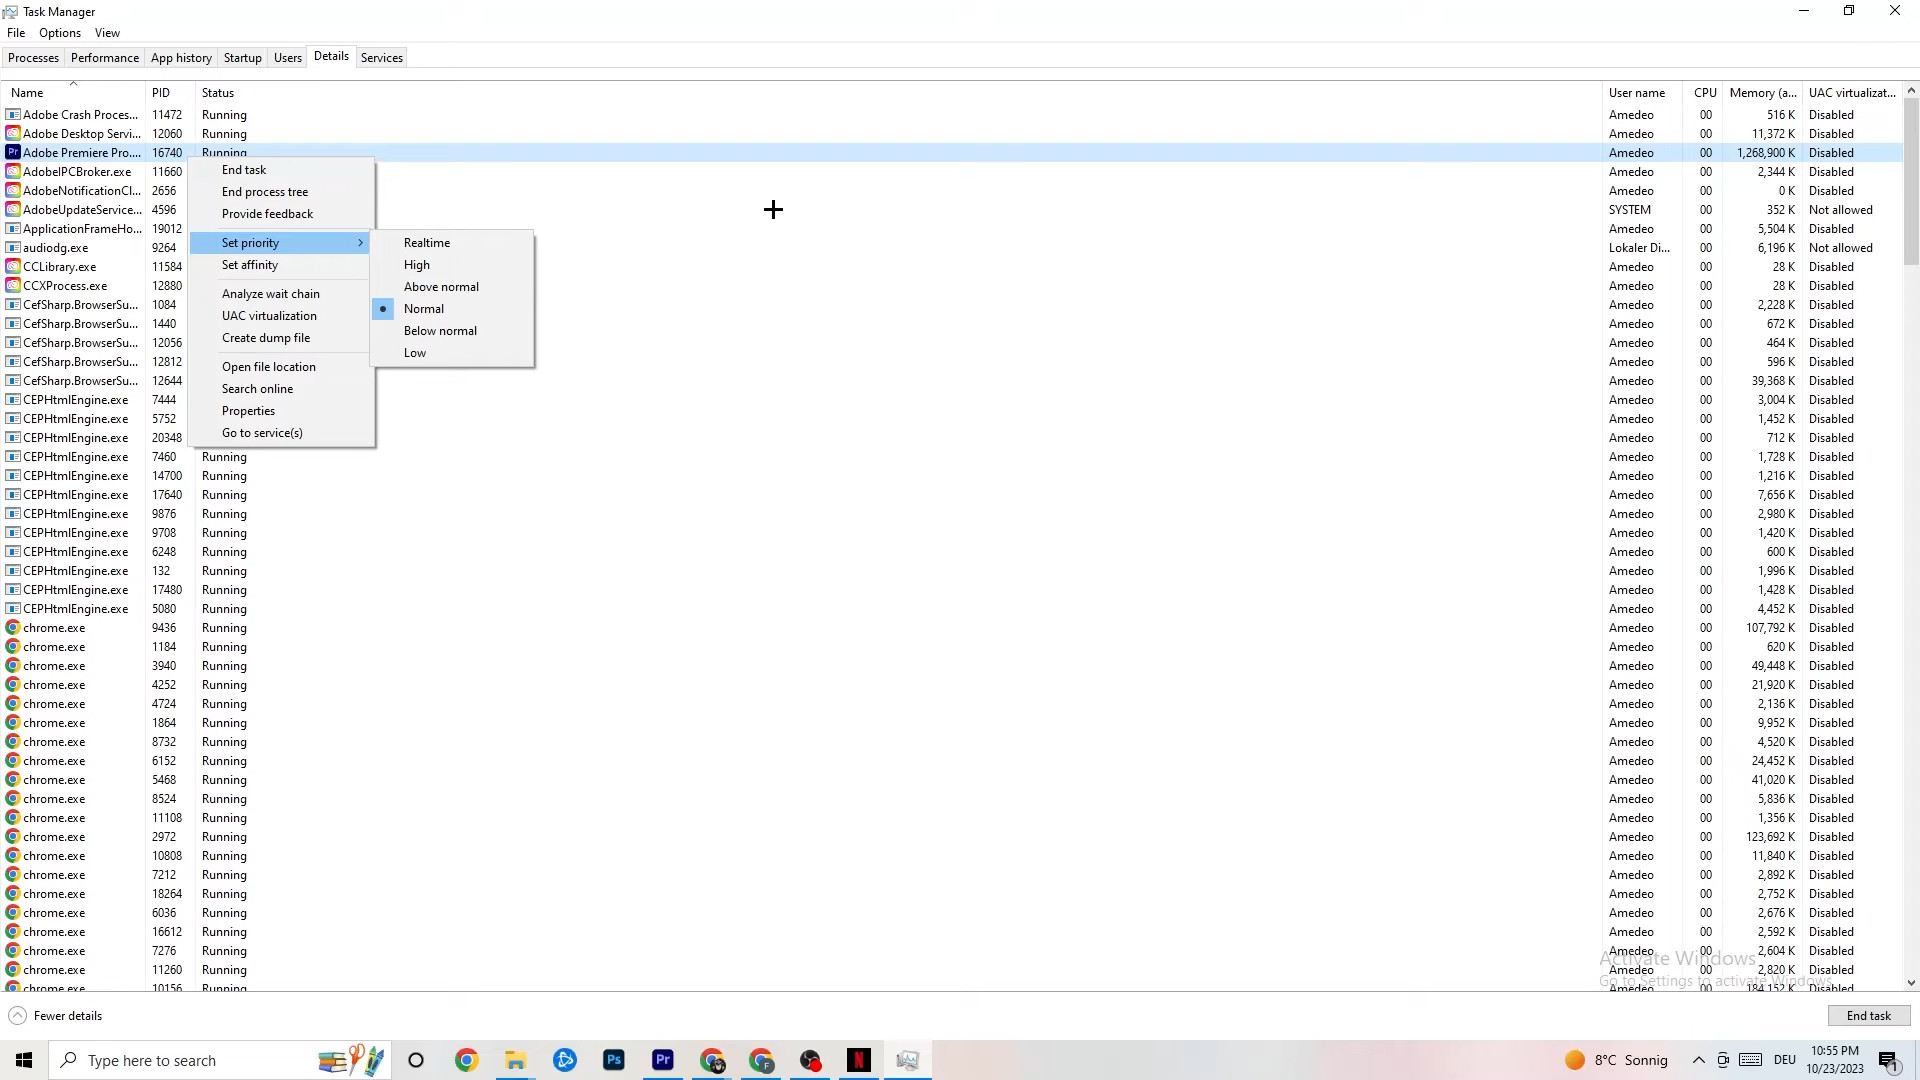 Task Manager
File Options View
Processes Performance App history Startup Users Details Services
Name PID Status User name CPU Memory (a... UAC virtualizat...
Adobe Crash Proces... 11472 Running Amedeo 00 516 K Disabled
Adobe Desktop Servi... 12060 Running Amedeo 00 11,372 K Disabled
Adobe Premiere Pro.... 16740 Running Amedeo 00 1,268,900 K Disabled
AdobeIPCBroker.exe 11660 Amedeo 00 2,344 K Disabled
AdobeNotificationCl... 2656 Amedeo 00 0 K Disabled
AdobeUpdateService... 4596 SYSTEM 00 352 K Not allowed
ApplicationFrameHo... 19012 Amedeo 00 5,504 K Disabled
audiodg.exe 9264 Lokaler Di... 00 6,196 K Not allowed
CCLibrary.exe 11584 Amedeo 00 28 K Disabled
CCXProcess.exe 12880 Amedeo 00 28 K Disabled
CefSharp.BrowserSu... 1084 Amedeo 00 2,228 K Disabled
CefSharp.BrowserSu... 1440 Amedeo 00 672 K Disabled
CefSharp.BrowserSu... 12056 Amedeo 00 464 K Disabled
CefSharp.BrowserSu... 12812 Amedeo 00 596 K Disabled
CefSharp.BrowserSu... 12644 Amedeo 00 39,368 K Disabled
CEPHtmlEngine.exe 7444 Amedeo 00 3,004 K Disabled
CEPHtmlEngine.exe 5752 Amedeo 00 1,452 K Disabled
CEPHtmlEngine.exe 20348 Amedeo 00 712 K Disabled
CEPHtmlEngine.exe 7460 Running Amedeo 00 1,728 K Disabled
CEPHtmlEngine.exe 14700 Running Amedeo 00 1,216 K Disabled
CEPHtmlEngine.exe 17640 Running Amedeo 00 7,656 K Disabled
CEPHtmlEngine.exe 9876 Running Amedeo 00 2,980 K Disabled
CEPHtmlEngine.exe 9708 Running Amedeo 00 1,420 K Disabled
CEPHtmlEngine.exe 6248 Running Amedeo 00 600 K Disabled
CEPHtmlEngine.exe 132 Running Amedeo 00 1,996 K Disabled
CEPHtmlEngine.exe 17480 Running Amedeo 00 1,428 K Disabled
CEPHtmlEngine.exe 5080 Running Amedeo 00 4,452 K Disabled
chrome.exe 9436 Running Amedeo 00 107,792 K Disabled
chrome.exe 1184 Running Amedeo 00 620 K Disabled
chrome.exe 3940 Running Amedeo 00 49,448 K Disabled
chrome.exe 4252 Running Amedeo 00 21,920 K Disabled
chrome.exe 4724 Running Amedeo 00 2,136 K Disabled
chrome.exe 1864 Running Amedeo 00 9,952 K Disabled
chrome.exe 8732 Running Amedeo 00 4,520 K Disabled
chrome.exe 6152 Running Amedeo 00 24,452 K Disabled
chrome.exe 5468 Running Amedeo 00 41,020 K Disabled
chrome.exe 8524 Running Amedeo 00 5,836 K Disabled
chrome.exe 11108 Running Amedeo 00 1,356 K Disabled
chrome.exe 2972 Running Amedeo 00 123,692 K Disabled
chrome.exe 10808 Running Amedeo 00 11,840 K Disabled
chrome.exe 7212 Running Amedeo 00 2,892 K Disabled
chrome.exe 18264 Running Amedeo 00 2,752 K Disabled
chrome.exe 6036 Running Amedeo 00 2,676 K Disabled
chrome.exe 16612 Running Amedeo 00 2,592 K Disabled
chrome.exe 7276 Running Amedeo 00 2,604 K Disabled
chrome.exe 11260 Running Amedeo 00 2,820 K Disabled
chrome.exe 10156 Running Amedeo 00 184,152 K Disabled
End task
End process tree
Provide feedback
Set priority
Set affinity
Analyze wait chain
UAC virtualization
Create dump file
Open file location
Search online
Properties
Go to service(s)
Realtime
High
Above normal
Normal
Below normal
Low
Activate Windows
Go to Settings to activate Windows.
Fewer details End task
Type here to search
Ps
Pr
F
N
8°C Sonnig DEU
10:55 PM
10/23/2023
1